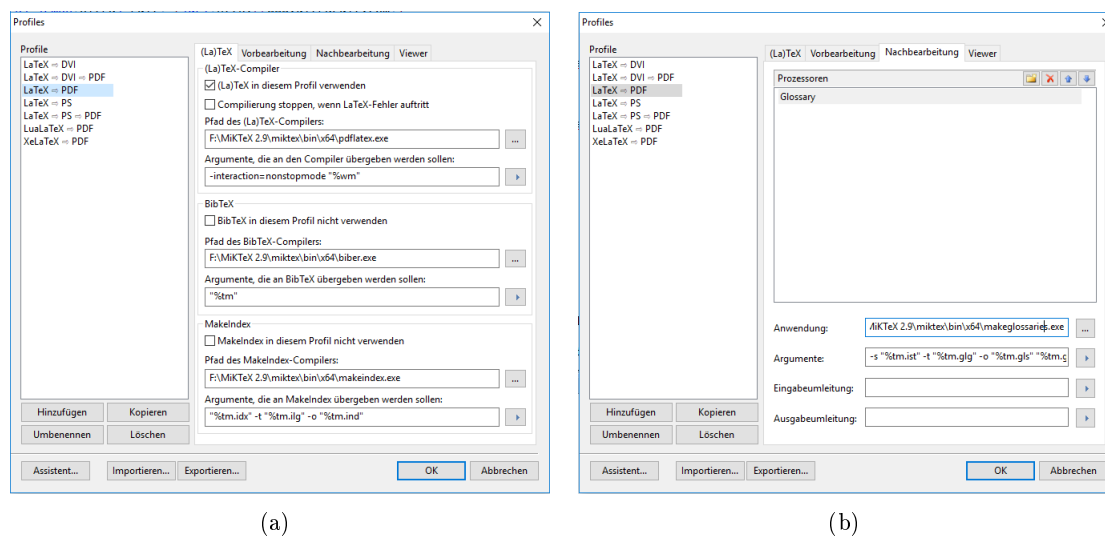 Profiles
Profile
LaTeX ⇨ DVI
LaTeX ⇨ DVI ⇨ PDF
LaTeX ⇨ PDF
LaTeX ⇨ PS
LaTeX ⇨ PS ⇨ PDF
LuaLaTeX ⇨ PDF
XeLaTeX ⇨ PDF
Hinzufügen Kopieren
Umbenennen Löschen
(La)TeX Vorbearbeitung Nachbearbeitung Viewer
(La)TeX-Compiler
(La)TeX in diesem Profil verwenden
Compilierung stoppen, wenn LaTeX-Fehler auftritt
Pfad des (La)TeX-Compilers:
F:\MiKTeX 2.9\miktex\bin\x64\pdflatex.exe ...
Argumente, die an den Compiler übergeben werden sollen:
-interaction=nonstopmode "%wm"
BibTeX
BibTeX in diesem Profil nicht verwenden
Pfad des BibTeX-Compilers:
F:\MiKTeX 2.9\miktex\bin\x64\biber.exe ...
Argumente, die an BibTeX übergeben werden sollen:
"%tm"
MakeIndex
MakeIndex in diesem Profil nicht verwenden
Pfad des MakeIndex-Compilers:
F:\MiKTeX 2.9\miktex\bin\x64\makeindex.exe ...
Argumente, die an MakeIndex übergeben werden sollen:
"%tm.idx" -t "%tm.ilg" -o "%tm.ind"
Assistent... Importieren... Exportieren... OK Abbrechen
(a)
Profiles
Profile
LaTeX ⇨ DVI
LaTeX ⇨ DVI ⇨ PDF
LaTeX ⇨ PDF
LaTeX ⇨ PS
LaTeX ⇨ PS ⇨ PDF
LuaLaTeX ⇨ PDF
XeLaTeX ⇨ PDF
Hinzufügen Kopieren
Umbenennen Löschen
(La)TeX Vorbearbeitung Nachbearbeitung Viewer
Prozessoren
Glossary
Anwendung: MiKTeX 2.9\miktex\bin\x64\makeglossaries.exe ...
Argumente: -s "%tm.ist" -t "%tm.glg" -o "%tm.gls" "%tm.g
Eingabeumleitung:
Ausgabeumleitung:
Assistent... Importieren... Exportieren... OK Abbrechen
(b)